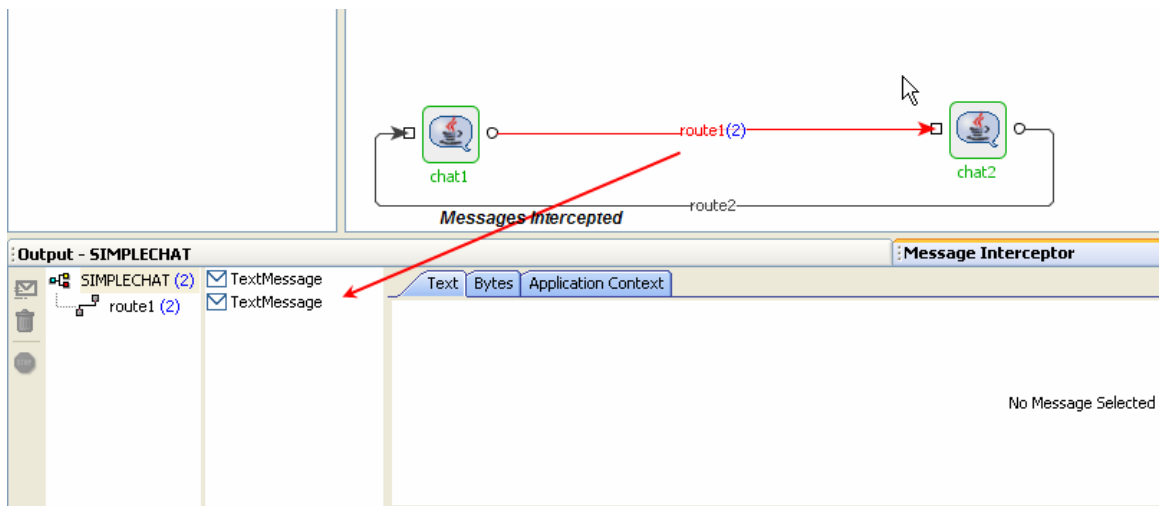 route1(2)
chat1
chat2
route2
Messages Intercepted
Output - SIMPLECHAT
Message Interceptor
SIMPLECHAT (2)
route1 (2)
TextMessage
TextMessage
Text
Bytes
Application Context
STOP
No Message Selected